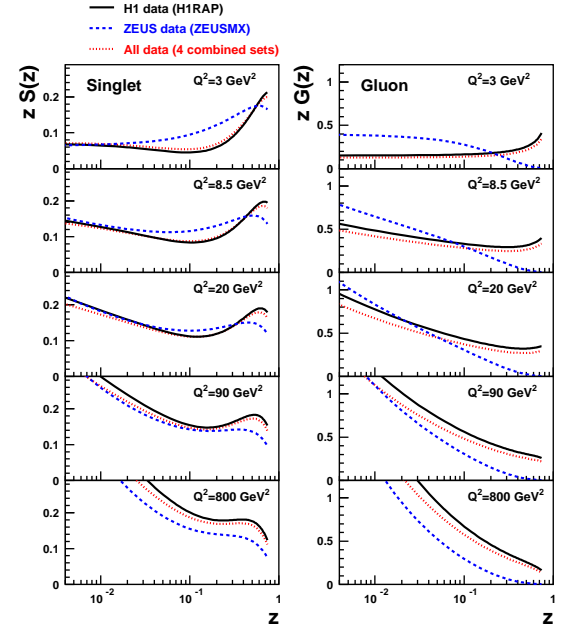 H1 data (H1RAP)
ZEUS data (ZEUSMX)
All data (4 combined sets)
z S(z)
z G(z)
Singlet
Q²=3 GeV²
Gluon
Q²=3 GeV²
0.2
0.1
0
1
0.5
0
Q²=8.5 GeV²
Q²=8.5 GeV²
0.2
0.1
0
1
0.5
0
Q²=20 GeV²
Q²=20 GeV²
0.2
0.1
1
0.5
0
Q²=90 GeV²
Q²=90 GeV²
0.2
0.1
1
0.5
0
Q²=800 GeV²
Q²=800 GeV²
0.2
0.1
0
1
0.5
0
10⁻² 10⁻¹ 1
10⁻² 10⁻¹ 1
z
z